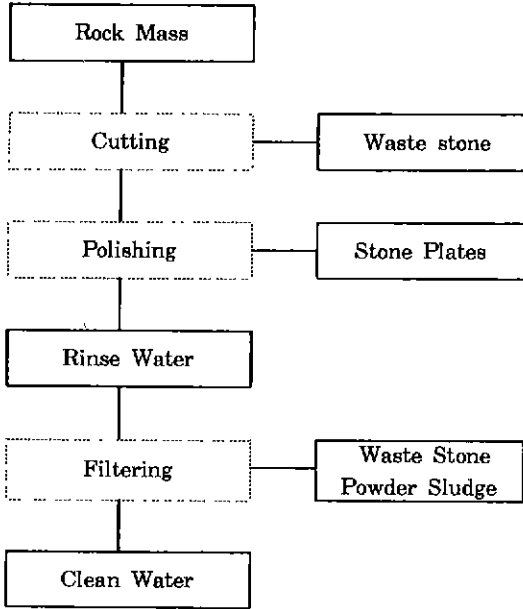 Rock Mass
Cutting
Waste stone
Polishing
Stone Plates
Rinse Water
Filtering
Waste Stone
Powder Sludge
Clean Water